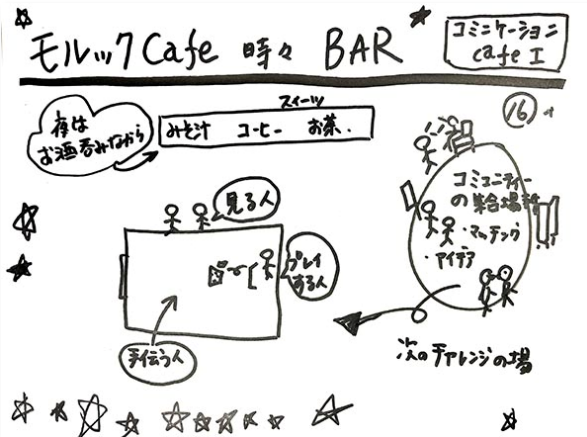 モルックCafe 時々 BAR
コミニケーション
cafe I
夜は
お酒呑みながら
スイーツ
みそ汁 コーヒー お茶.
16
コミュニティー
の集合場所
・マッチング
・アイデア
見る人
プレイ
する人
手伝う人
次のチャレンジの場